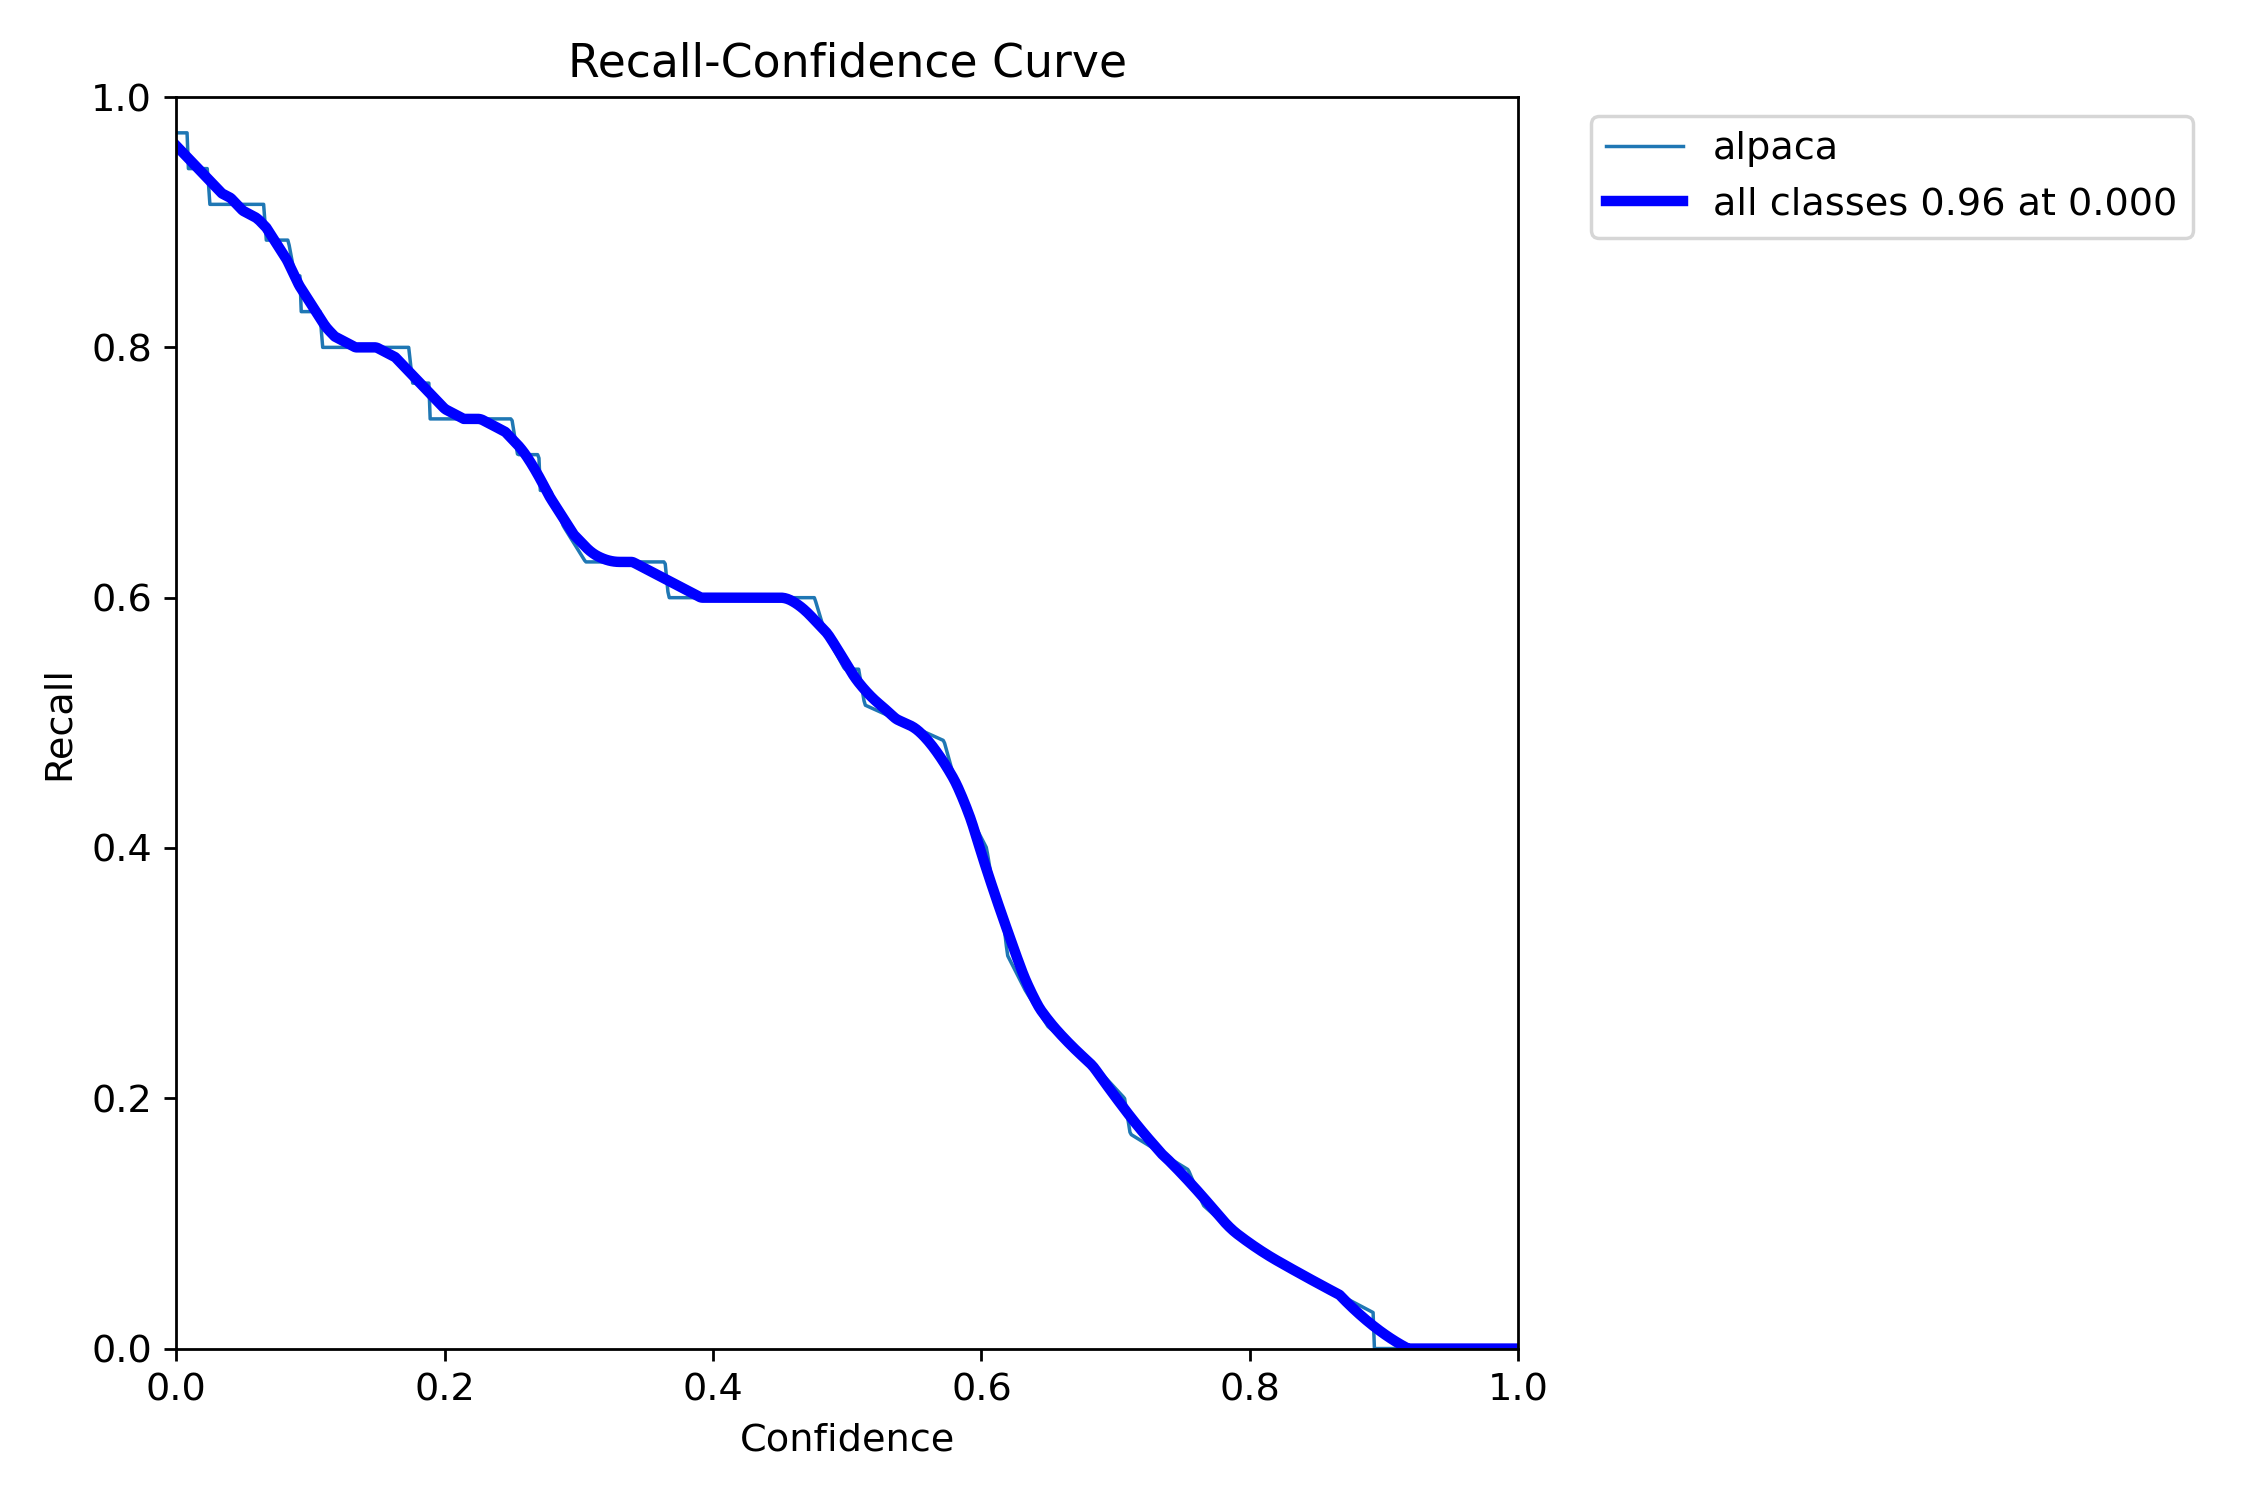 Recall-Confidence Curve
1.0
0.8
0.6
0.4
0.2
0.0
Recall
0.0 0.2 0.4 0.6 0.8 1.0
Confidence
alpaca
all classes 0.96 at 0.000